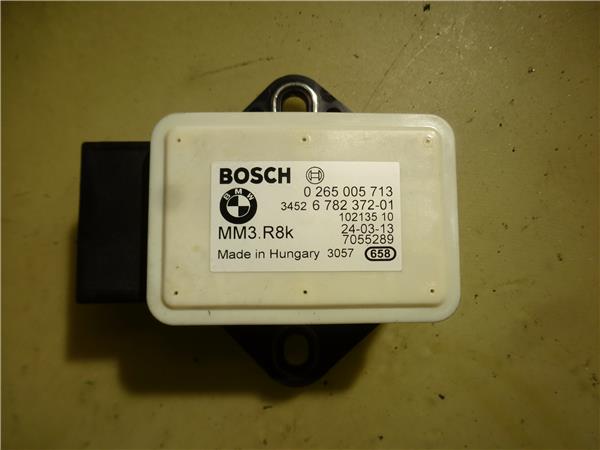 BOSCH 0 265 005 713
BMW 3452 6 782 372-01
102135 10
MM3.R8k 24-03-13
7055289
Made in Hungary 3057 658